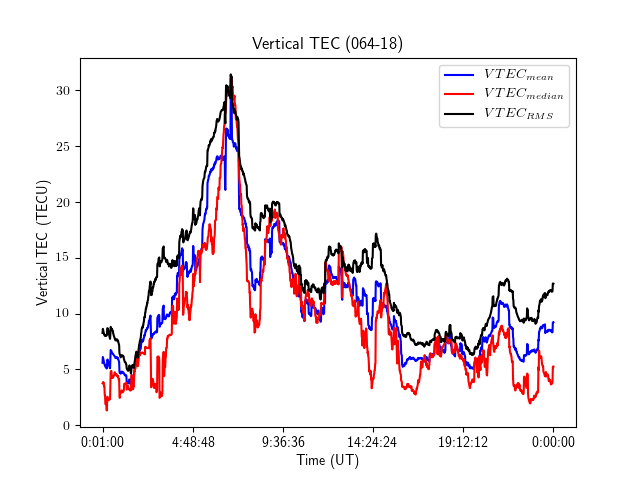 Vertical TEC (064-18)
VTEC_mean
VTEC_median
VTEC_RMS
Vertical TEC (TECU)
30
25
20
15
10
5
0
0:01:00 4:48:48 9:36:36 14:24:24 19:12:12 0:00:00
Time (UT)